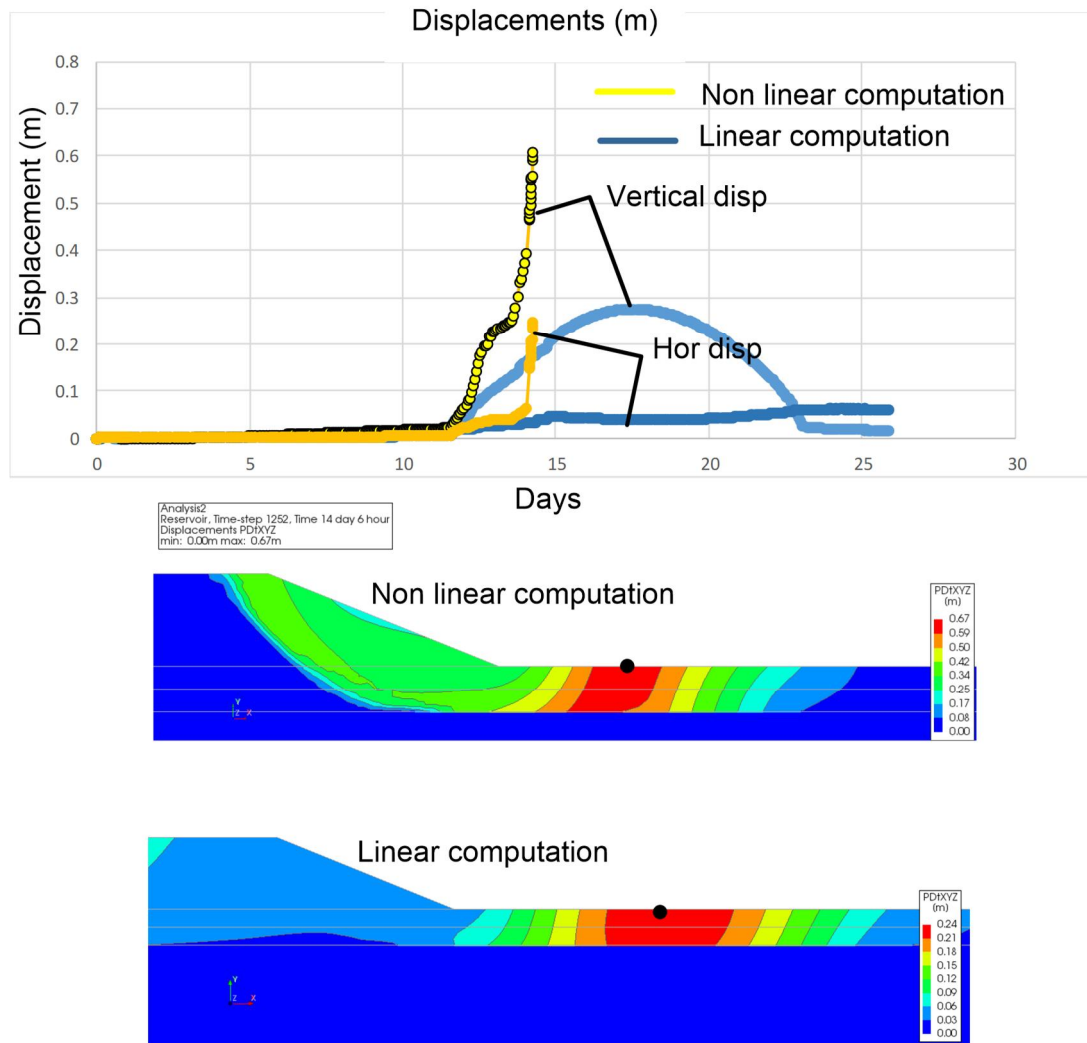 Displacements (m)
0.8
0.7
0.6
0.5
0.4
0.3
0.2
0.1
0
Displacement (m)
Non linear computation
Linear computation
Vertical disp
Hor disp
0 5 10 15 20 25 30
Days
Analysis2
Reservoir, Time-step 1252, Time 14 day 6 hour
Displacements PDtXYZ
min: 0.00m max: 0.67m
Non linear computation
PDtXYZ
(m)
0.67
0.59
0.50
0.42
0.34
0.25
0.17
0.08
0.00
Y
Z X
Linear computation
PDtXYZ
(m)
0.24
0.21
0.18
0.15
0.12
0.09
0.06
0.03
0.00
Y
Z X